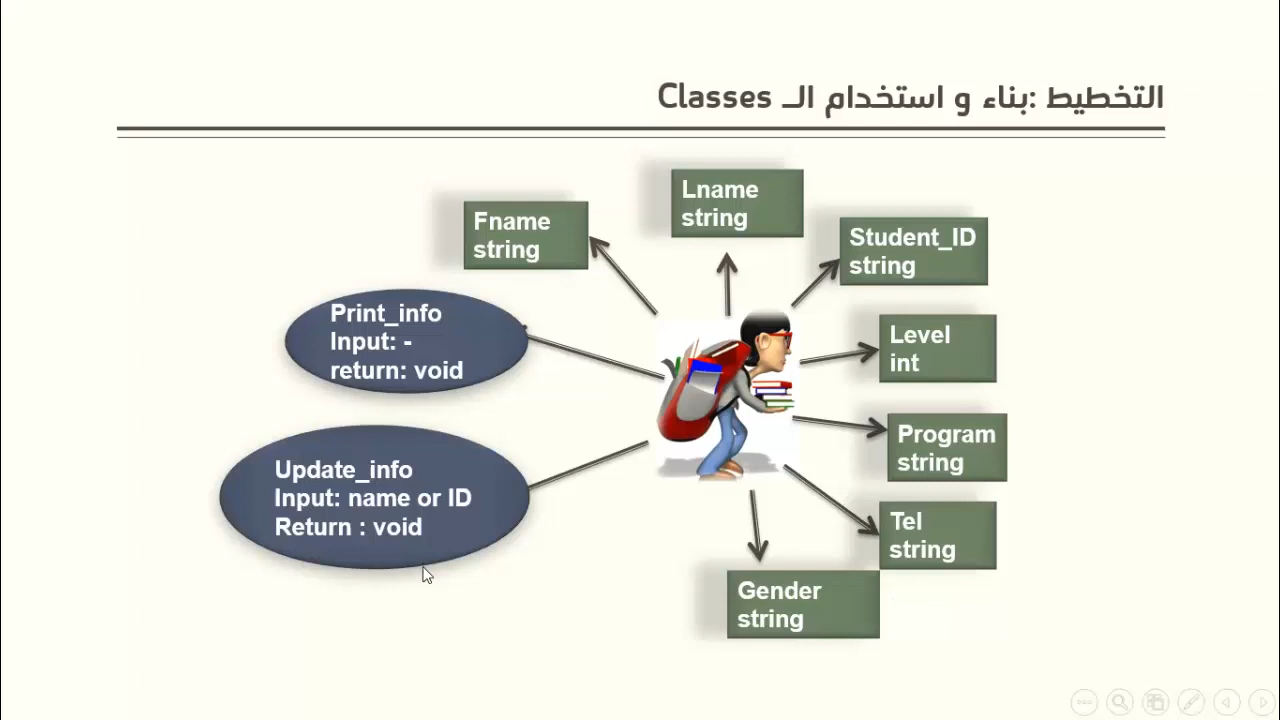 التخطيط :بناء و استخدام الـ Classes
Lname
string
Fname
string
Student_ID
string
Print_info
Input: -
return: void
Level
int
Program
string
Update_info
Input: name or ID
Return : void
Tel
string
Gender
string